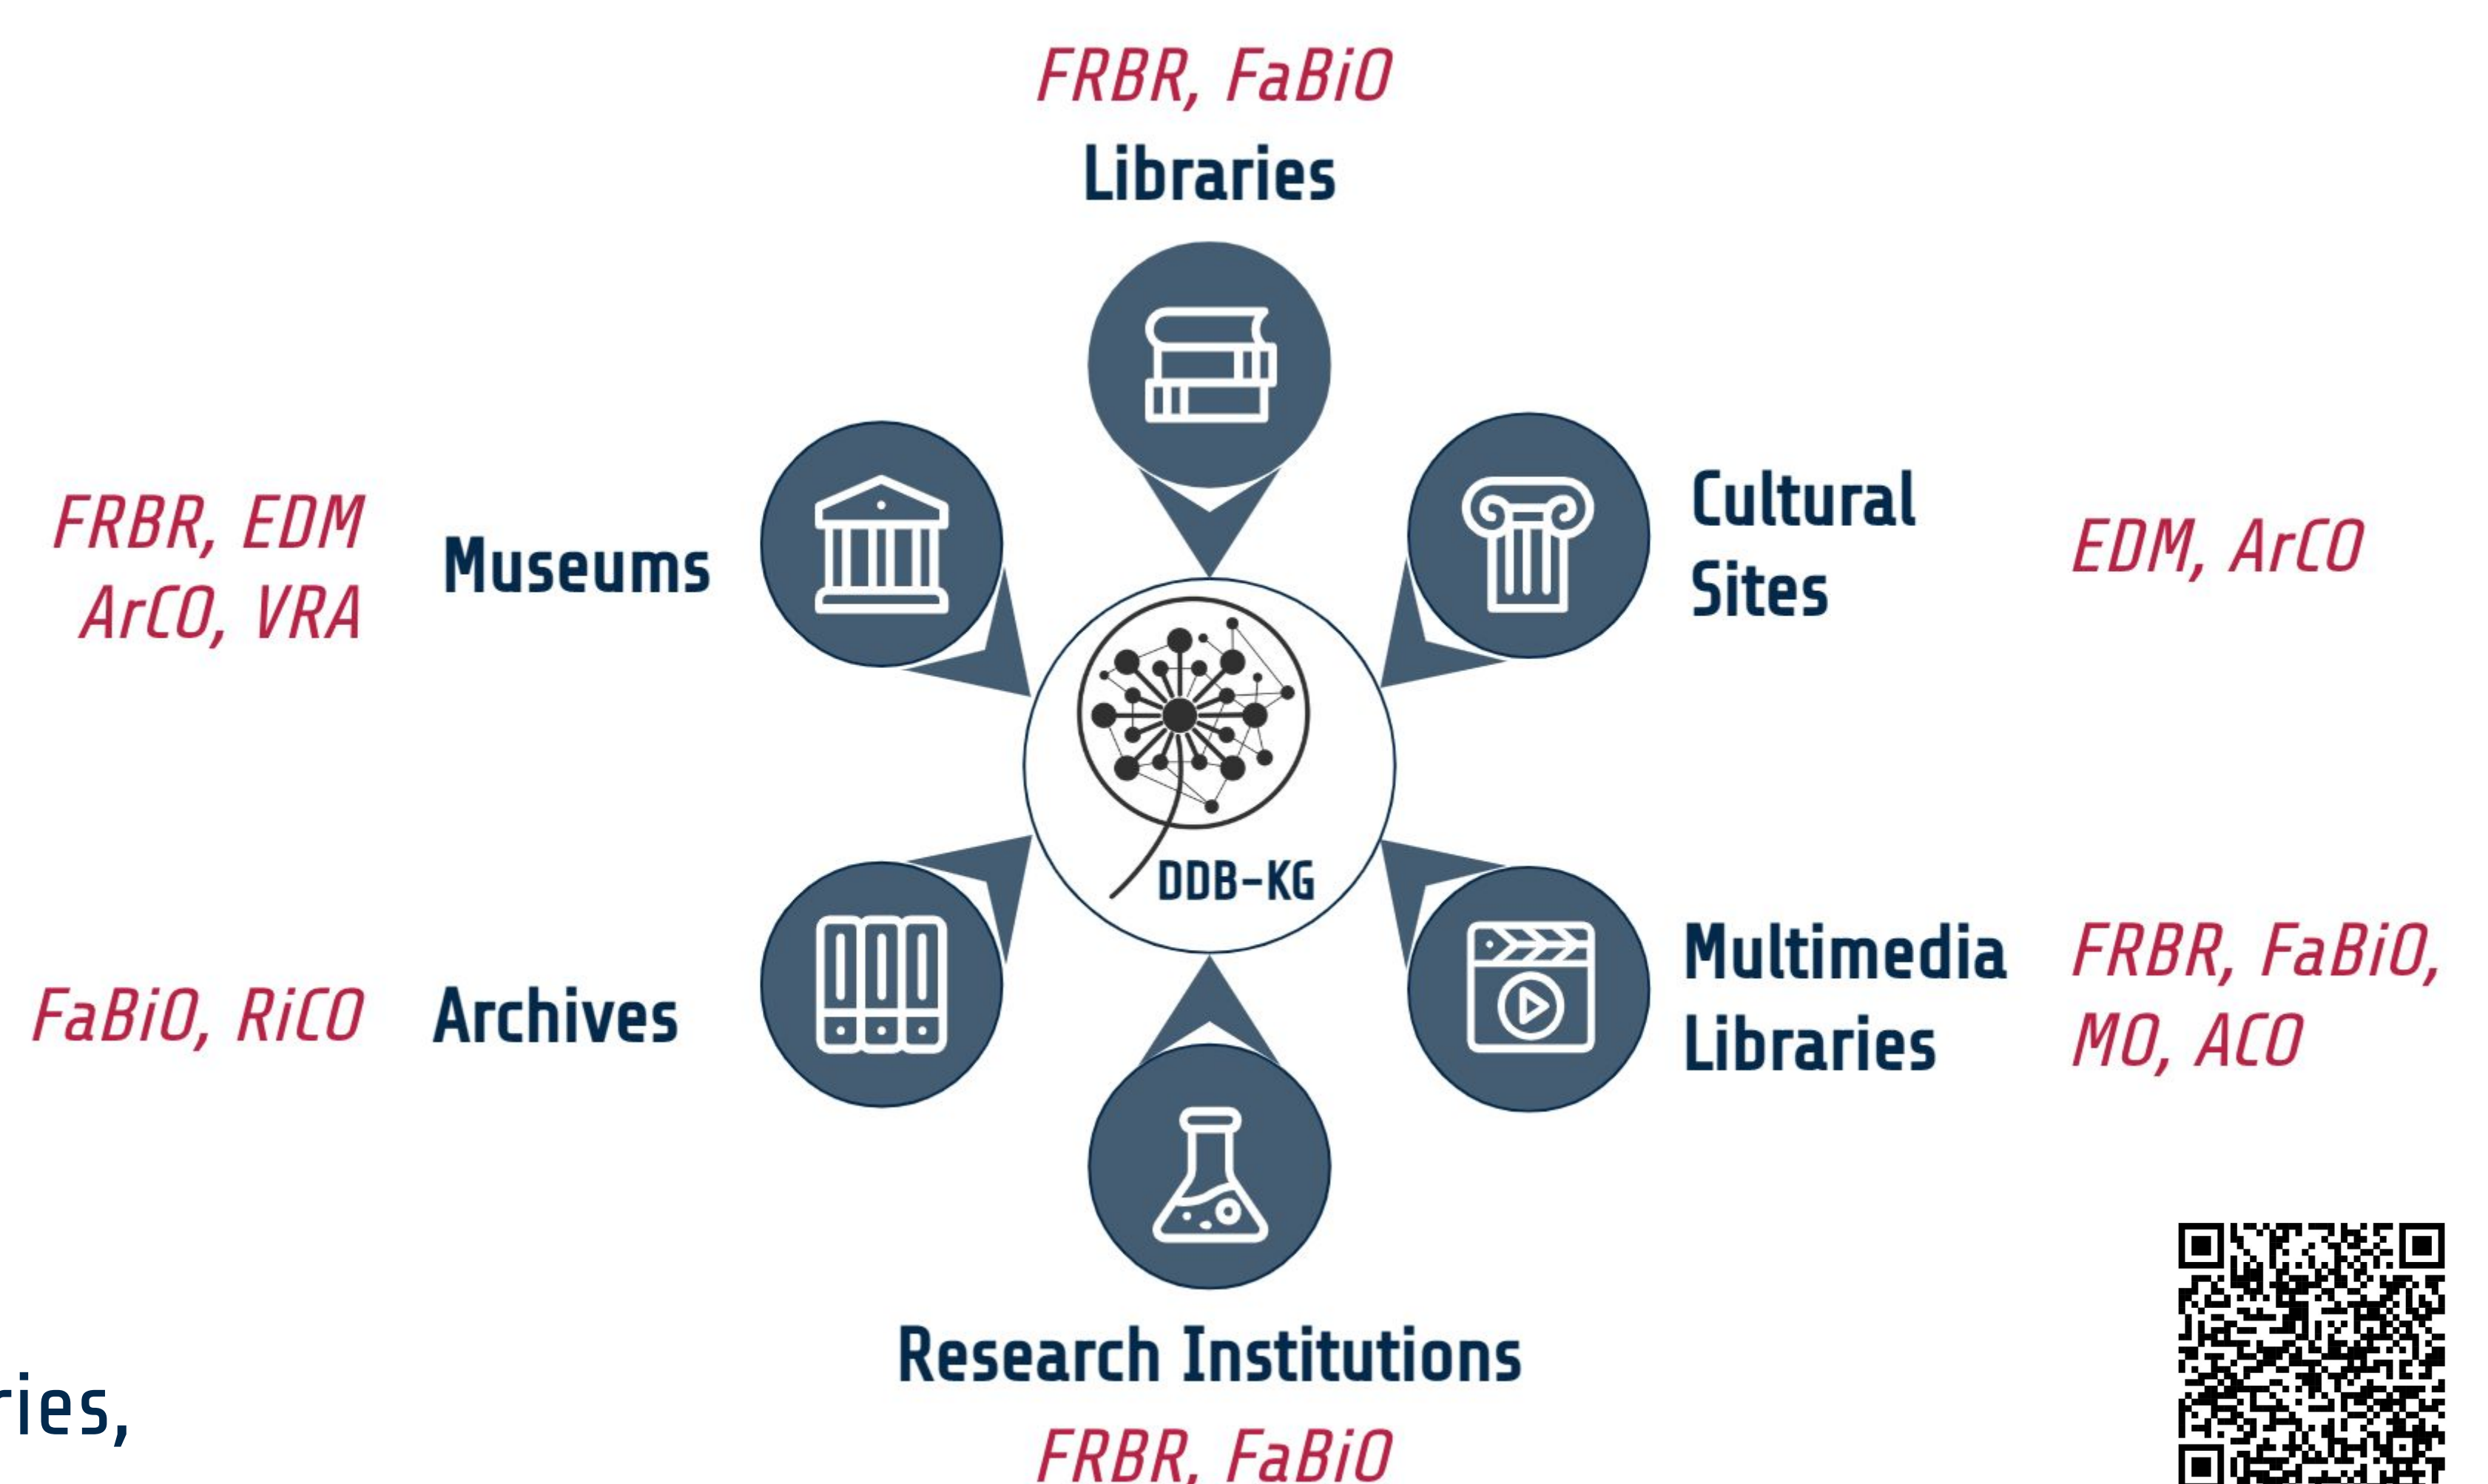 FRBR, FaBiO
Libraries
FRBR, EDM
ArCO, VRA
Museums
Cultural
Sites
EDM, ArCO
DDB-KG
FaBiO, RiCO
Archives
Multimedia
Libraries
FRBR, FaBiO,
MO, ACO
Research Institutions
FRBR, FaBiO
ries,